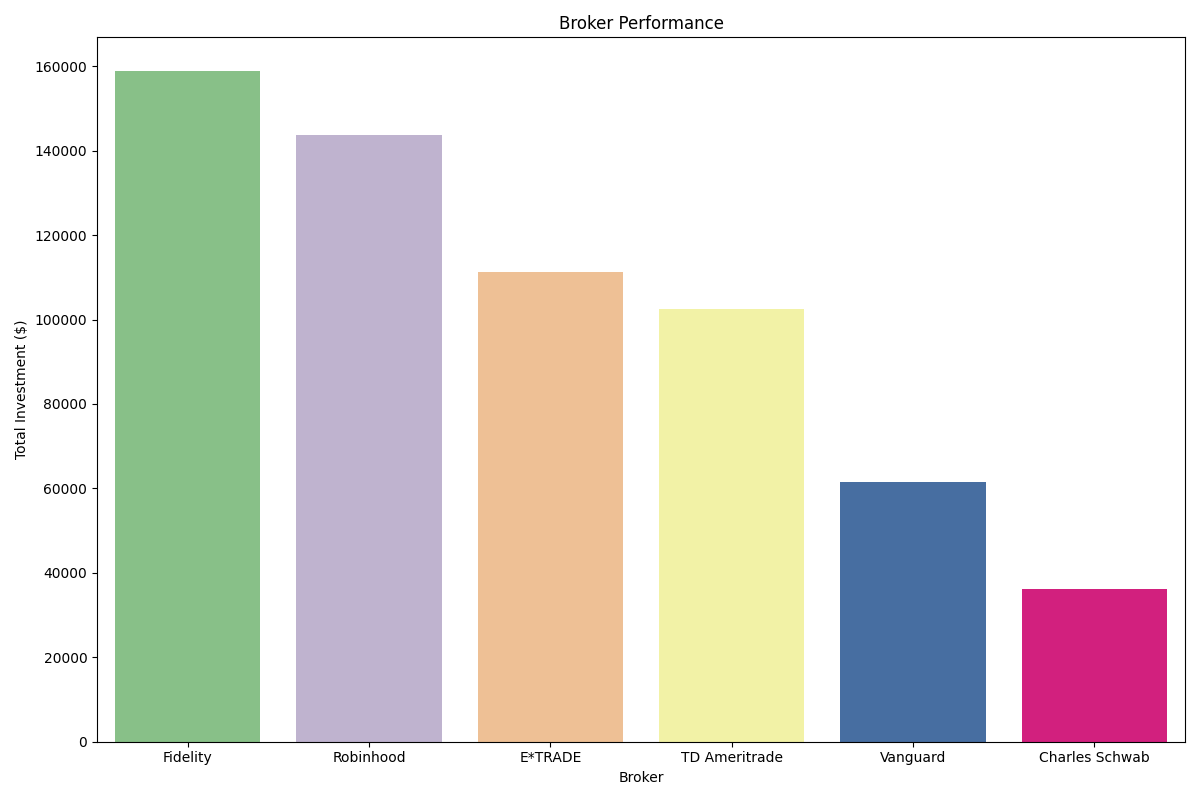 Broker Performance
160000
140000
120000
100000
80000
60000
40000
20000
0
Total Investment ($)
Fidelity
Robinhood
E*TRADE
TD Ameritrade
Vanguard
Charles Schwab
Broker